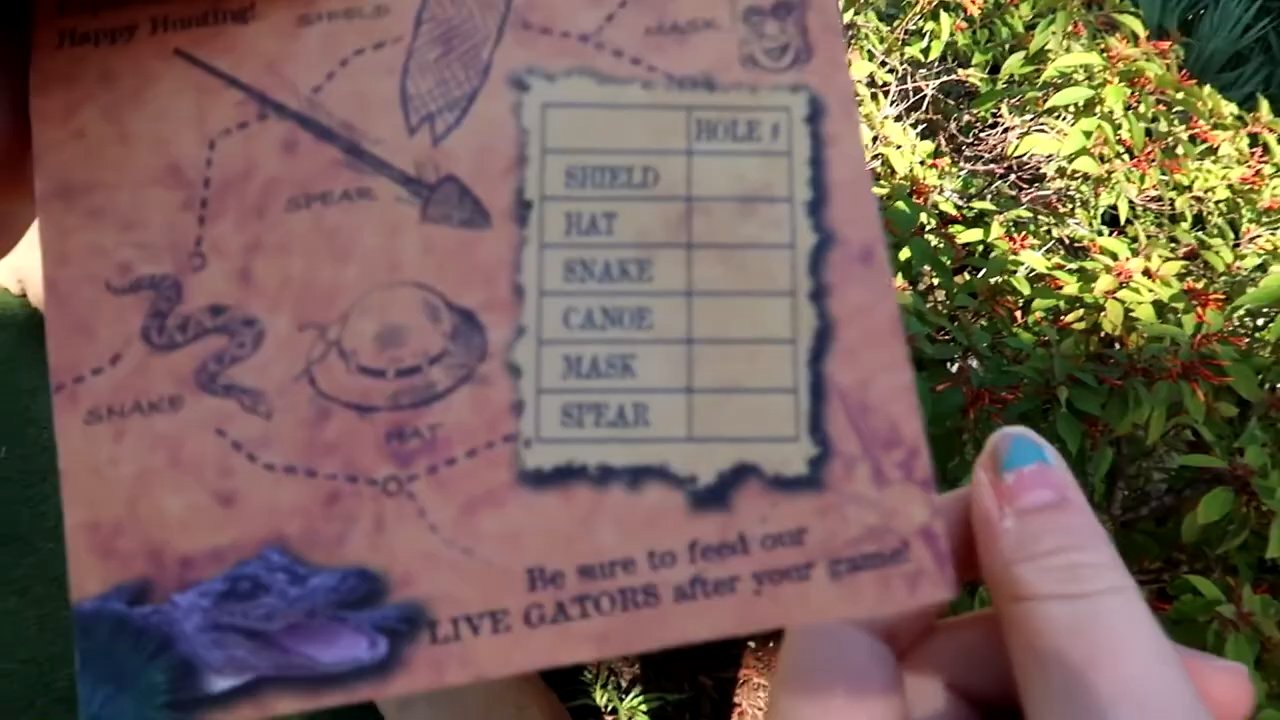 Happy Hunting!
SHIELD
MASK
SPEAR
SNAKE
HAT
HOLE #
SHIELD
HAT
SNAKE
CANOE
MASK
SPEAR
Be sure to feed our
LIVE GATORS after your game!